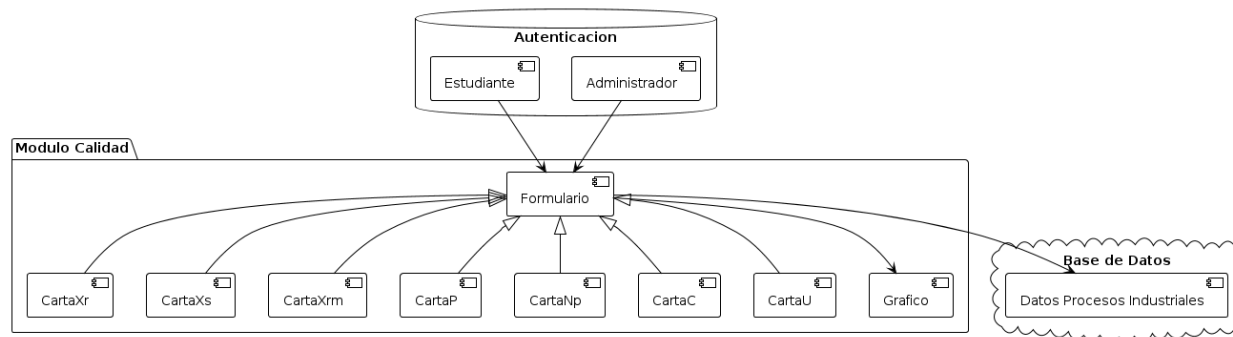 Autenticacion
Estudiante
Administrador
Modulo Calidad
Formulario
Base de Datos
CartaXr
CartaXs
CartaXrm
CartaP
CartaNp
CartaC
CartaU
Grafico
Datos Procesos Industriales